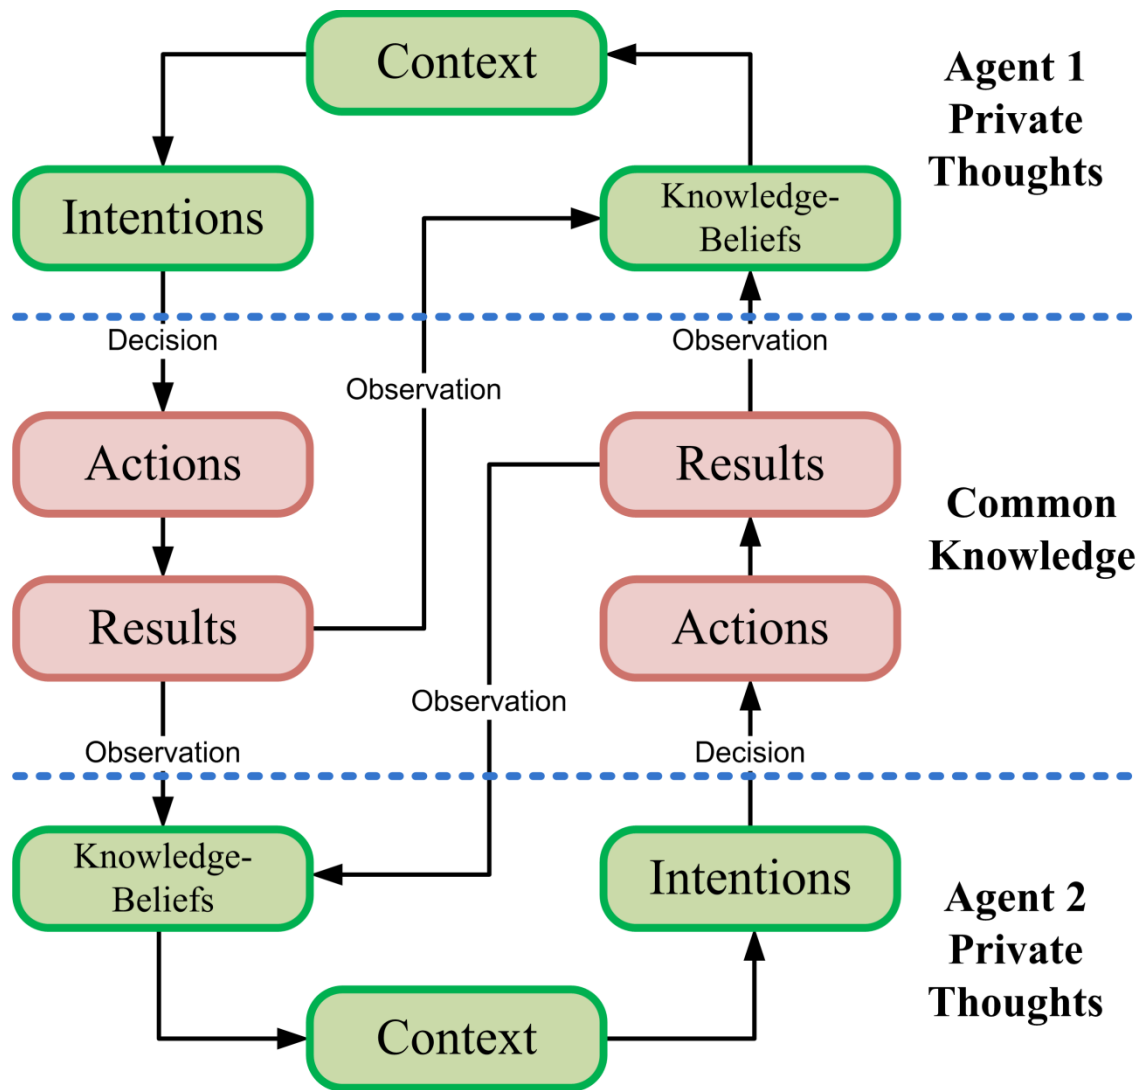 Context
Agent 1
Private
Thoughts
Intentions
Knowledge-
Beliefs
Decision
Observation
Observation
Actions
Results
Common
Knowledge
Results
Actions
Observation
Observation
Decision
Knowledge-
Beliefs
Intentions
Agent 2
Private
Thoughts
Context